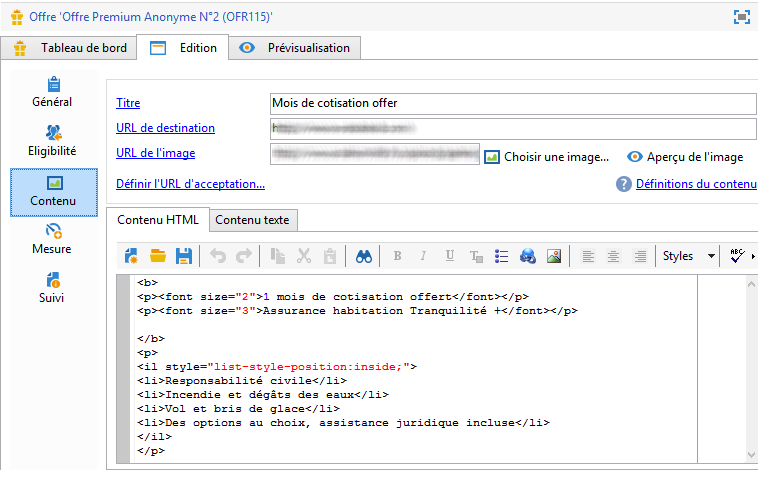 Offre 'Offre Premium Anonyme N°2 (OFR115)'
Tableau de bord Edition Prévisualisation
Général
Eligibilité
Contenu
Mesure
Suivi
Titre Mois de cotisation offer
URL de destination
URL de l'image Choisir une image... Aperçu de l'image
Définir l'URL d'acceptation... ? Définitions du contenu
Contenu HTML Contenu texte
B I U T Styles ABC
<b>
<p><font size="2">1 mois de cotisation offert</font></p>
<p><font size="3">Assurance habitation Tranquilité +</font></p>
</b>
<p>
<il style="list-style-position:inside;">
<li>Responsabilité civile</li>
<li>Incendie et dégâts des eaux</li>
<li>Vol et bris de glace</li>
<li>Des options au choix, assistance juridique incluse</li>
</il>
</p>